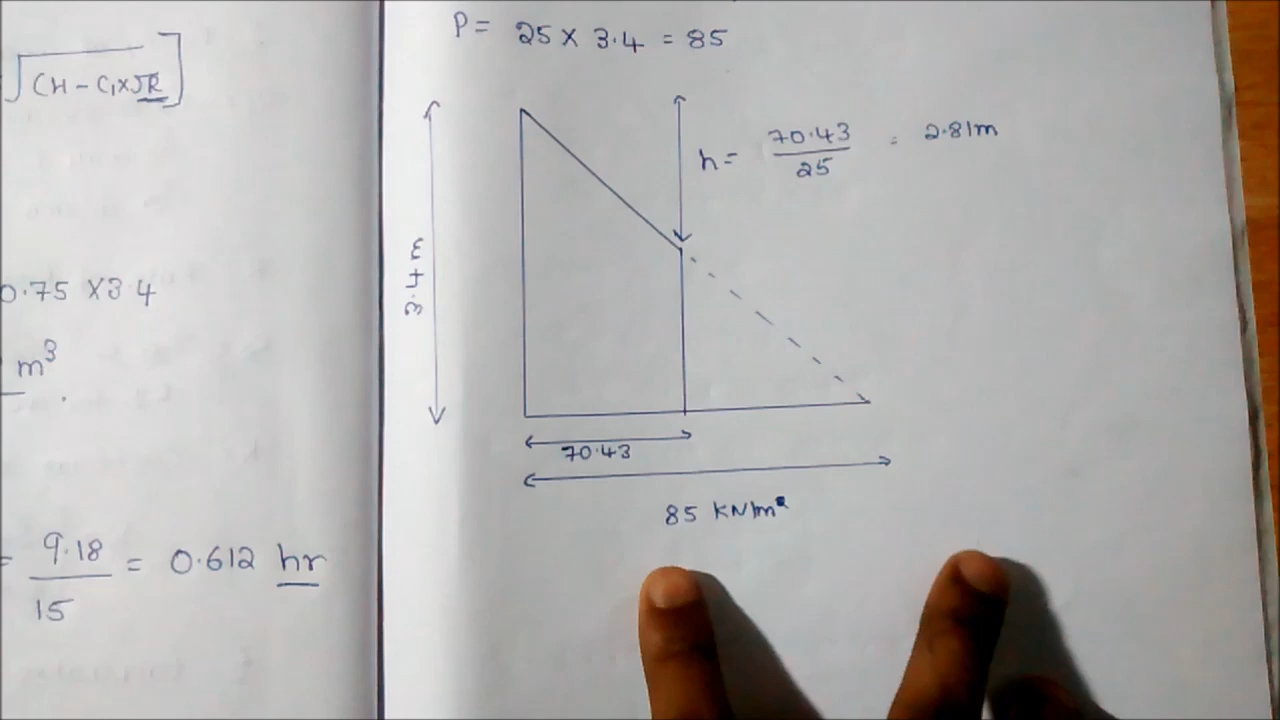 √(CH - C₁x√R)]
0.75 X 3.4
m³
= 9.18/15 = 0.612 hr
P = 25 X 3.4 = 85
h = 70.43/25 = 2.81m
3.4 m
70.43
85 KN/m²